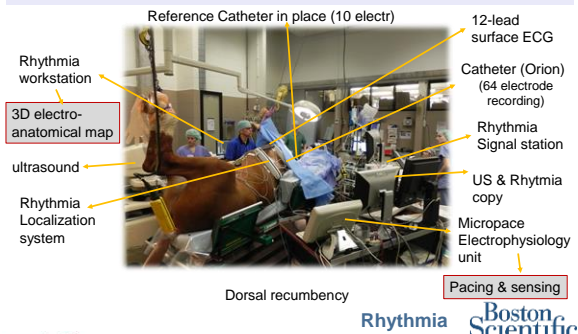 Reference Catheter in place (10 electr)
12-lead
surface ECG
Rhythmia
workstation
Catheter (Orion)
(64 electrode
recording)
3D electro-
anatomical map
Rhythmia
Signal station
ultrasound
US & Rhytmia
copy
Rhythmia
Localization
system
Micropace
Electrophysiology
unit
Pacing & sensing
Dorsal recumbency
Rhythmia
Boston
Scientific